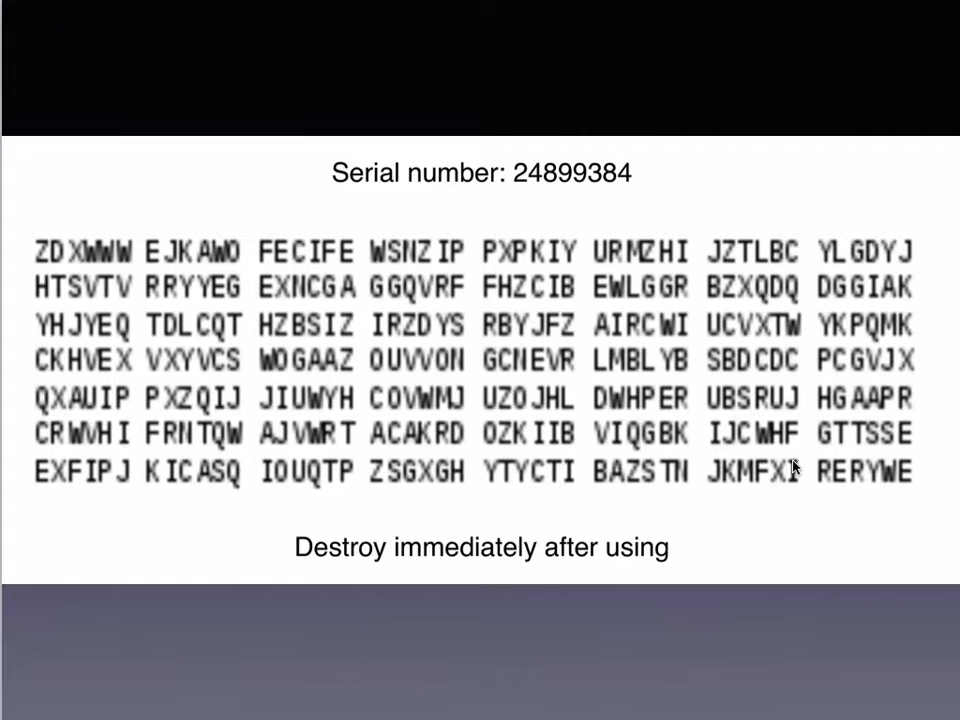 Serial number: 24899384
ZDXWWW EJKAWO FECIFE WSNZIP PXPKIY URMZHI JZTLBC YLGDYJ
HTSVTV RRYYEG EXNCGA GGQVRF FHZCIB EWLGGR BZXQDQ DGGIAK
YHJYEQ TDLCQT HZBSIZ IRZDYS RBYJFZ AIRCWI UCVXTW YKPQMK
CKHVEX VXYVCS WOGAAZ OUVVON GCNEVR LMBLYB SBDCDC PCGVJX
QXAUIP PXZQIJ JIUWYH COVWMJ UZOJHL DWHPER UBSRUJ HGAAPR
CRWVHI FRNTQW AJVWRT ACAKRD OZKIIB VIQGBK IJCWHF GTTSSE
EXFIPJ KICASQ IOUQTP ZSGXGH YTYCTI BAZSTN JKMFXI RERYWE
Destroy immediately after using